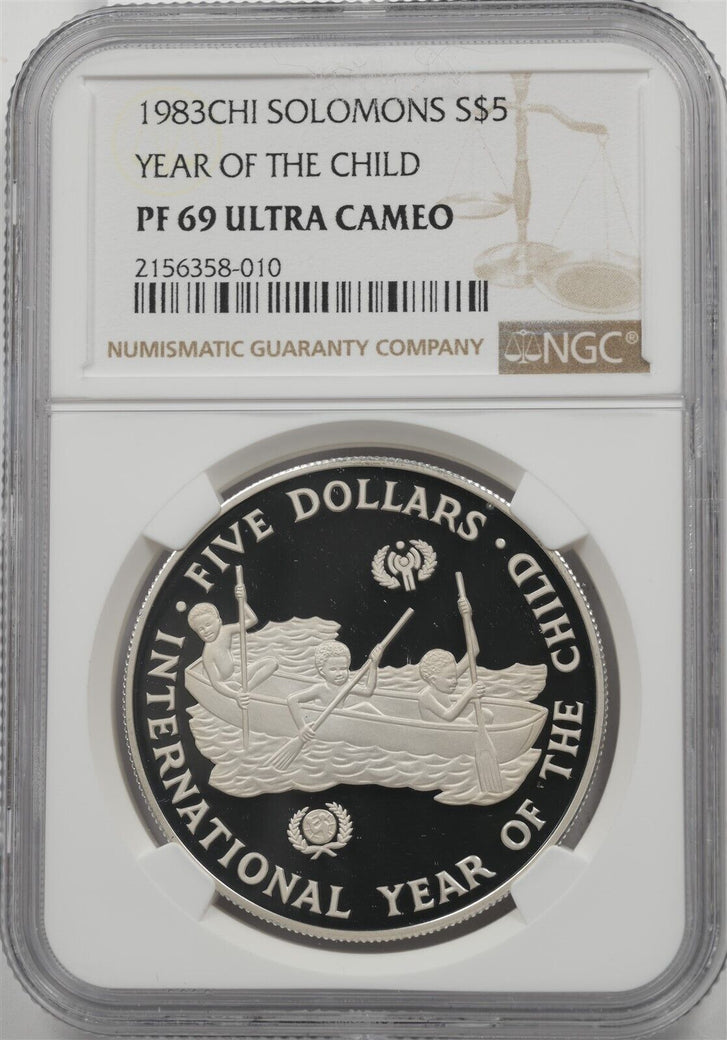 1983CHI SOLOMONS S$5
YEAR OF THE CHILD
PF 69 ULTRA CAMEO
2156358-010
NUMISMATIC GUARANTY COMPANY
NGC®
· FIVE DOLLARS ·
INTERNATIONAL YEAR OF THE CHILD